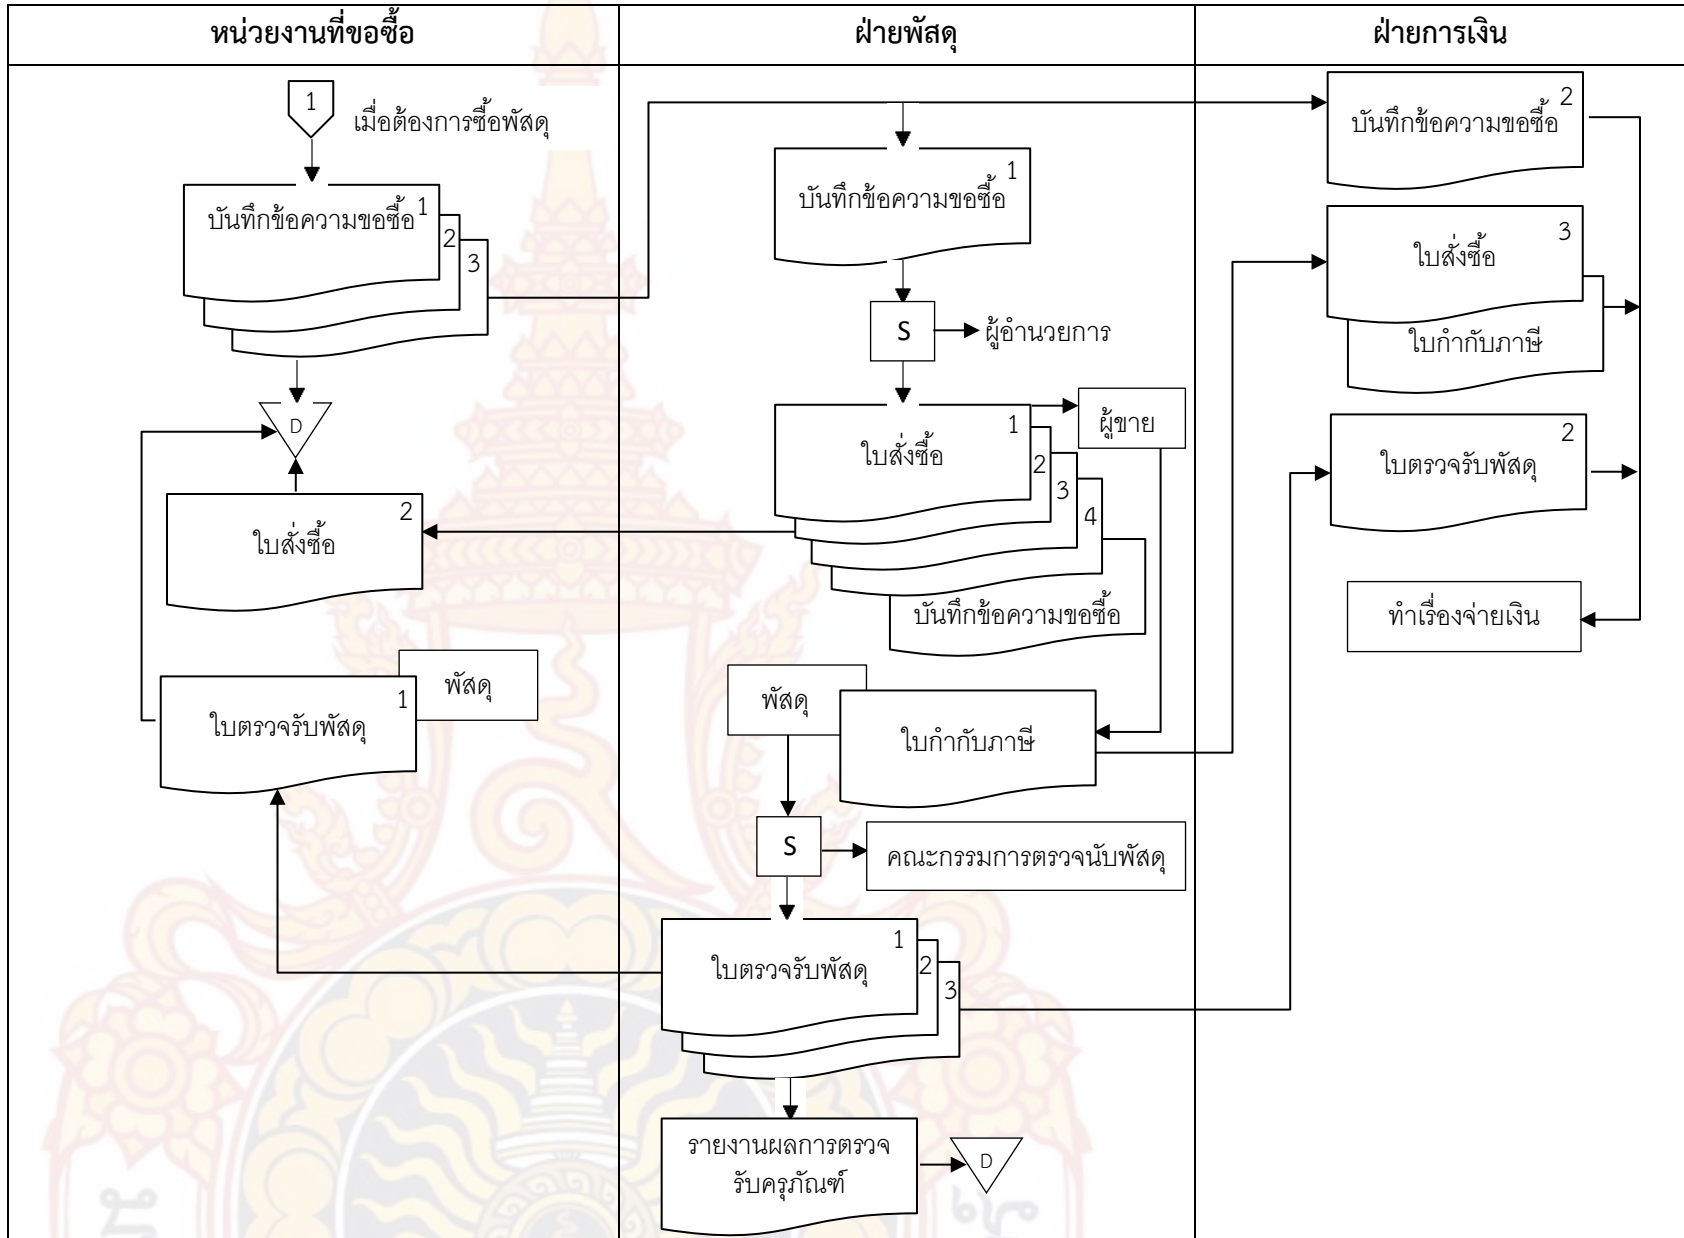 หน่วยงานที่ขอซื้อ
ฝ่ายพัสดุ
ฝ่ายการเงิน
1
เมื่อต้องการซื้อพัสดุ
บันทึกข้อความขอซื้อ
1
2
3
D
ใบสั่งซื้อ
2
พัสดุ
ใบตรวจรับพัสดุ
1
บันทึกข้อความขอซื้อ
1
S
ผู้อำนวยการ
ใบสั่งซื้อ
1
2
3
4
บันทึกข้อความขอซื้อ
ผู้ขาย
พัสดุ
ใบกำกับภาษี
S
คณะกรรมการตรวจนับพัสดุ
ใบตรวจรับพัสดุ
1
2
3
รายงานผลการตรวจ
รับครุภัณฑ์
D
บันทึกข้อความขอซื้อ
2
ใบสั่งซื้อ
3
ใบกำกับภาษี
ใบตรวจรับพัสดุ
2
ทำเรื่องจ่ายเงิน